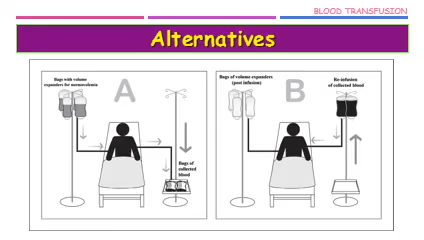 BLOOD TRANSFUSION
Alternatives
Bags with volume
expanders for normovolemia
A
Bags of
collected
blood
Bags of volume expanders
(post infusion)
B
Re-infusion
of collected blood